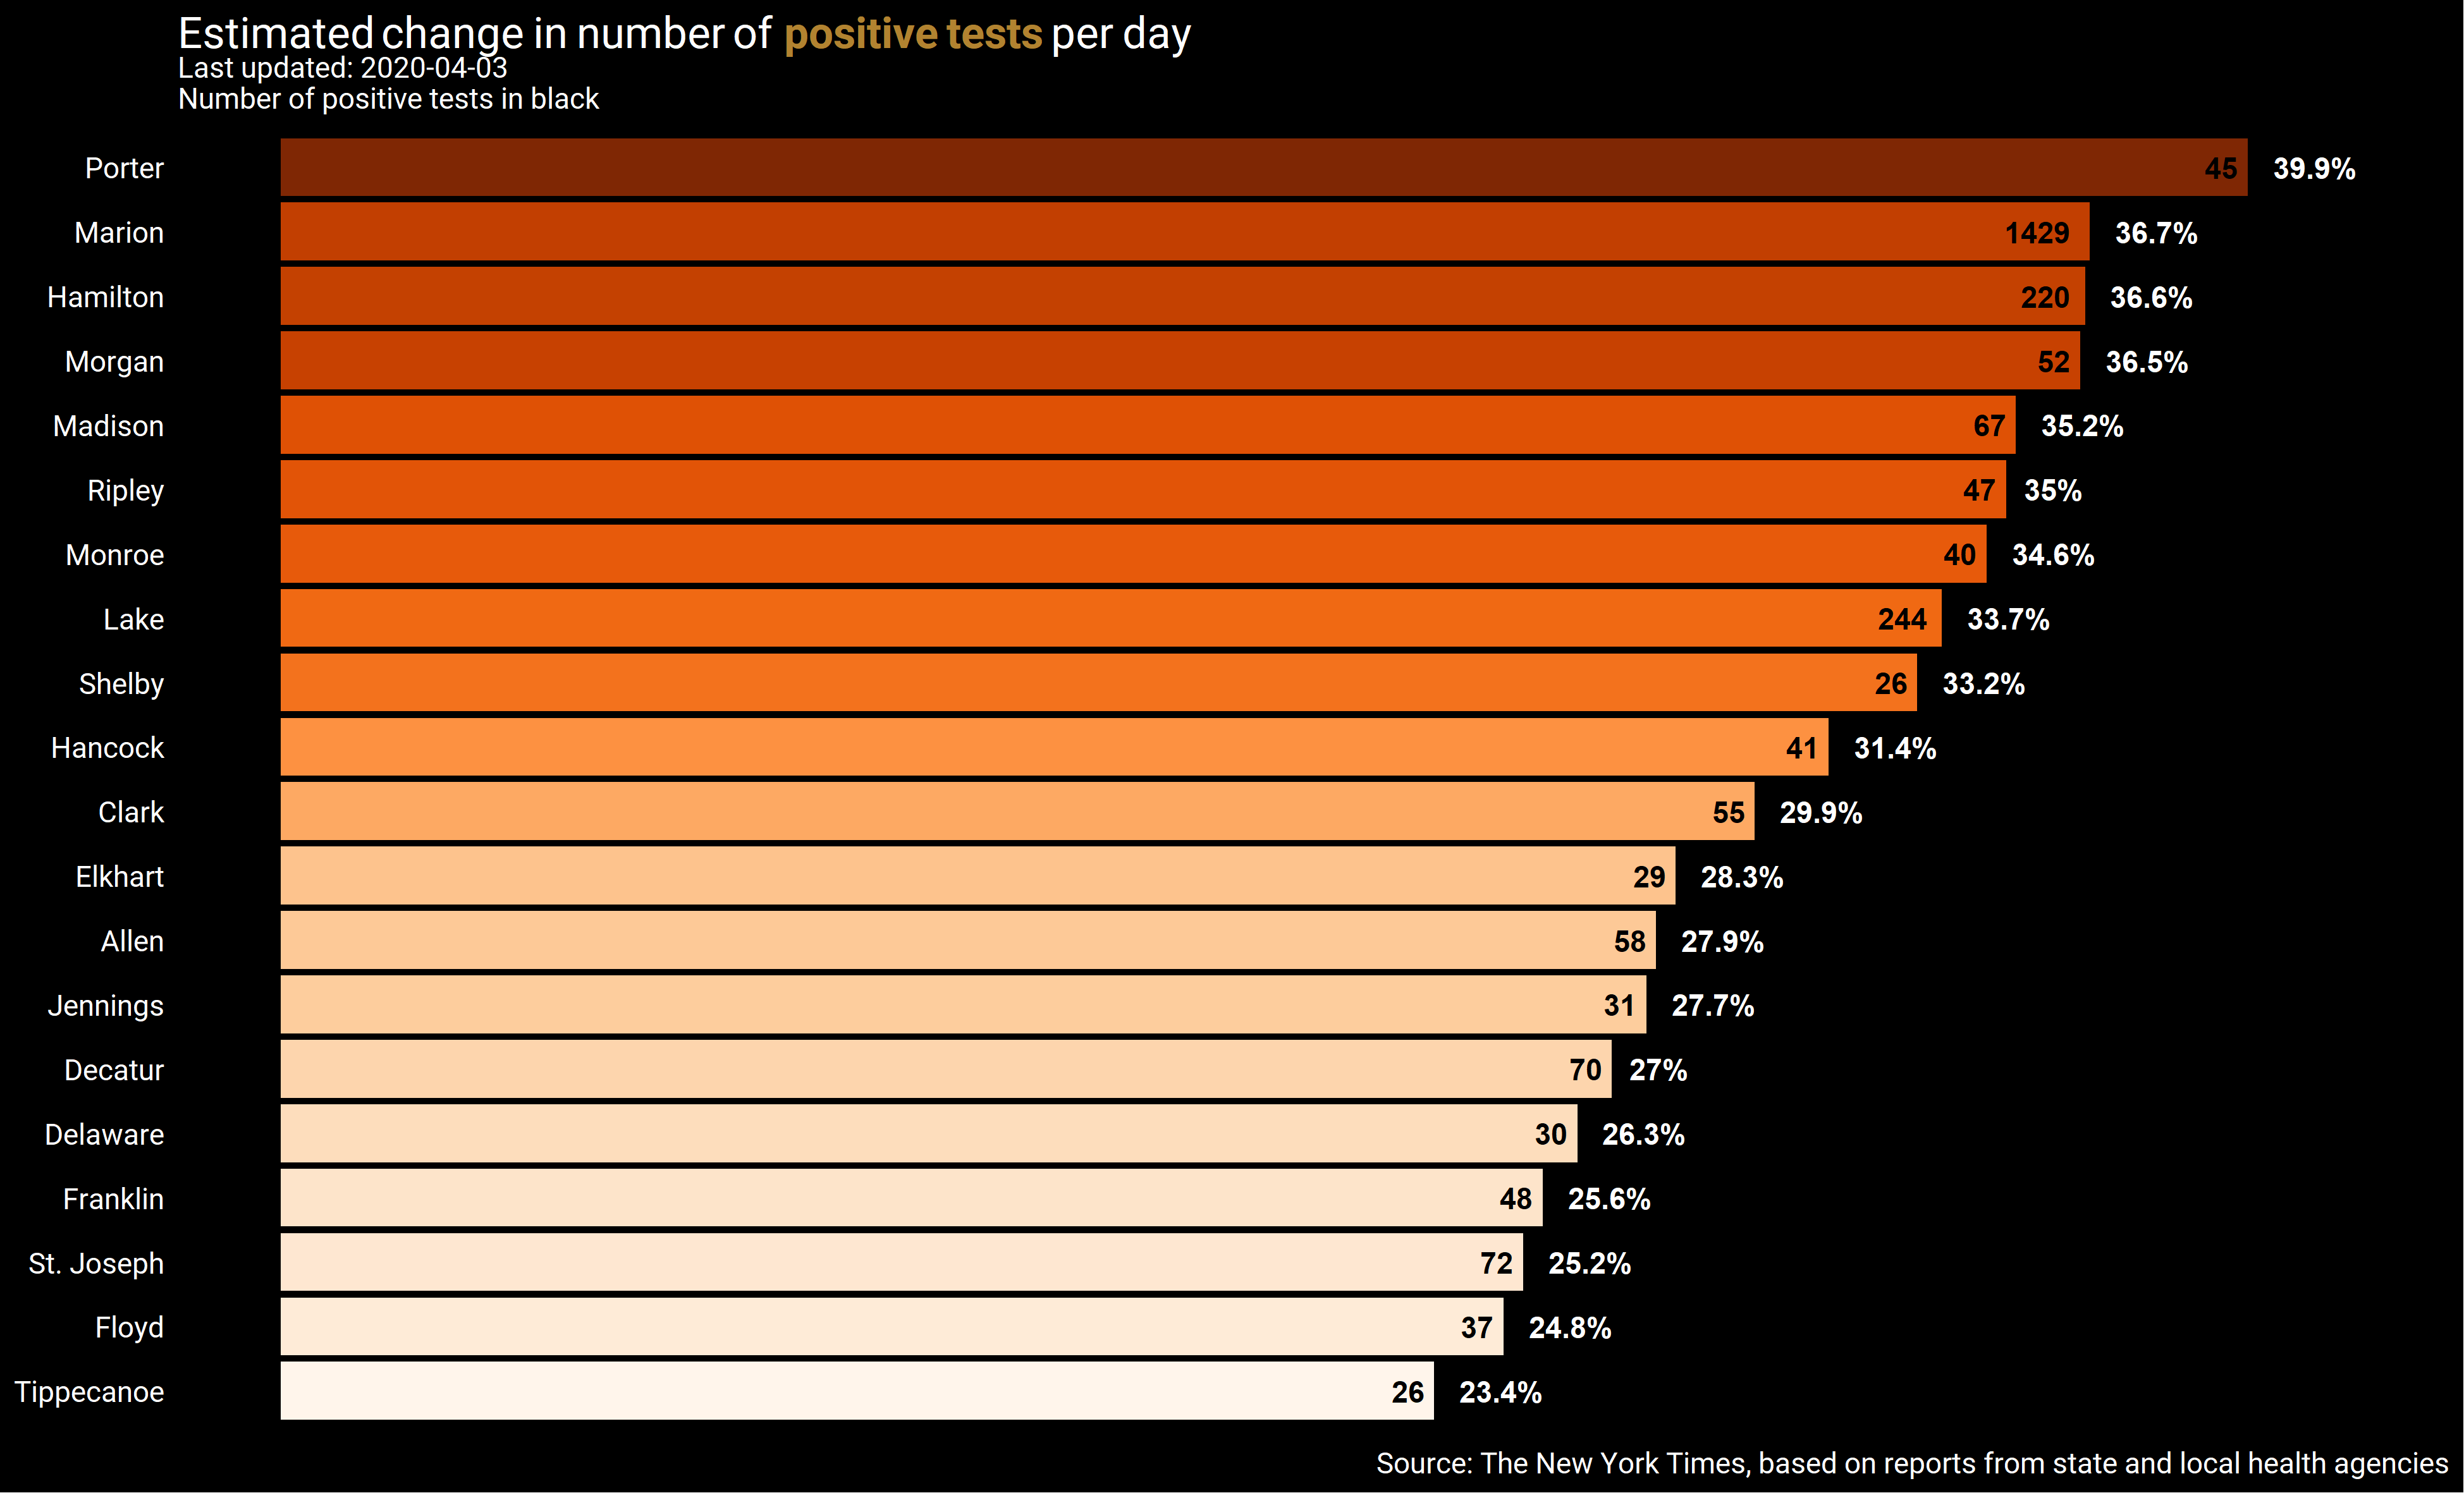 Estimated change in number of positive tests per day
Last updated: 2020-04-03
Number of positive tests in black
Porter 45 39.9%
Marion 1429 36.7%
Hamilton 220 36.6%
Morgan 52 36.5%
Madison 67 35.2%
Ripley 47 35%
Monroe 40 34.6%
Lake 244 33.7%
Shelby 26 33.2%
Hancock 41 31.4%
Clark 55 29.9%
Elkhart 29 28.3%
Allen 58 27.9%
Jennings 31 27.7%
Decatur 70 27%
Delaware 30 26.3%
Franklin 48 25.6%
St. Joseph 72 25.2%
Floyd 37 24.8%
Tippecanoe 26 23.4%
Source: The New York Times, based on reports from state and local health agencies